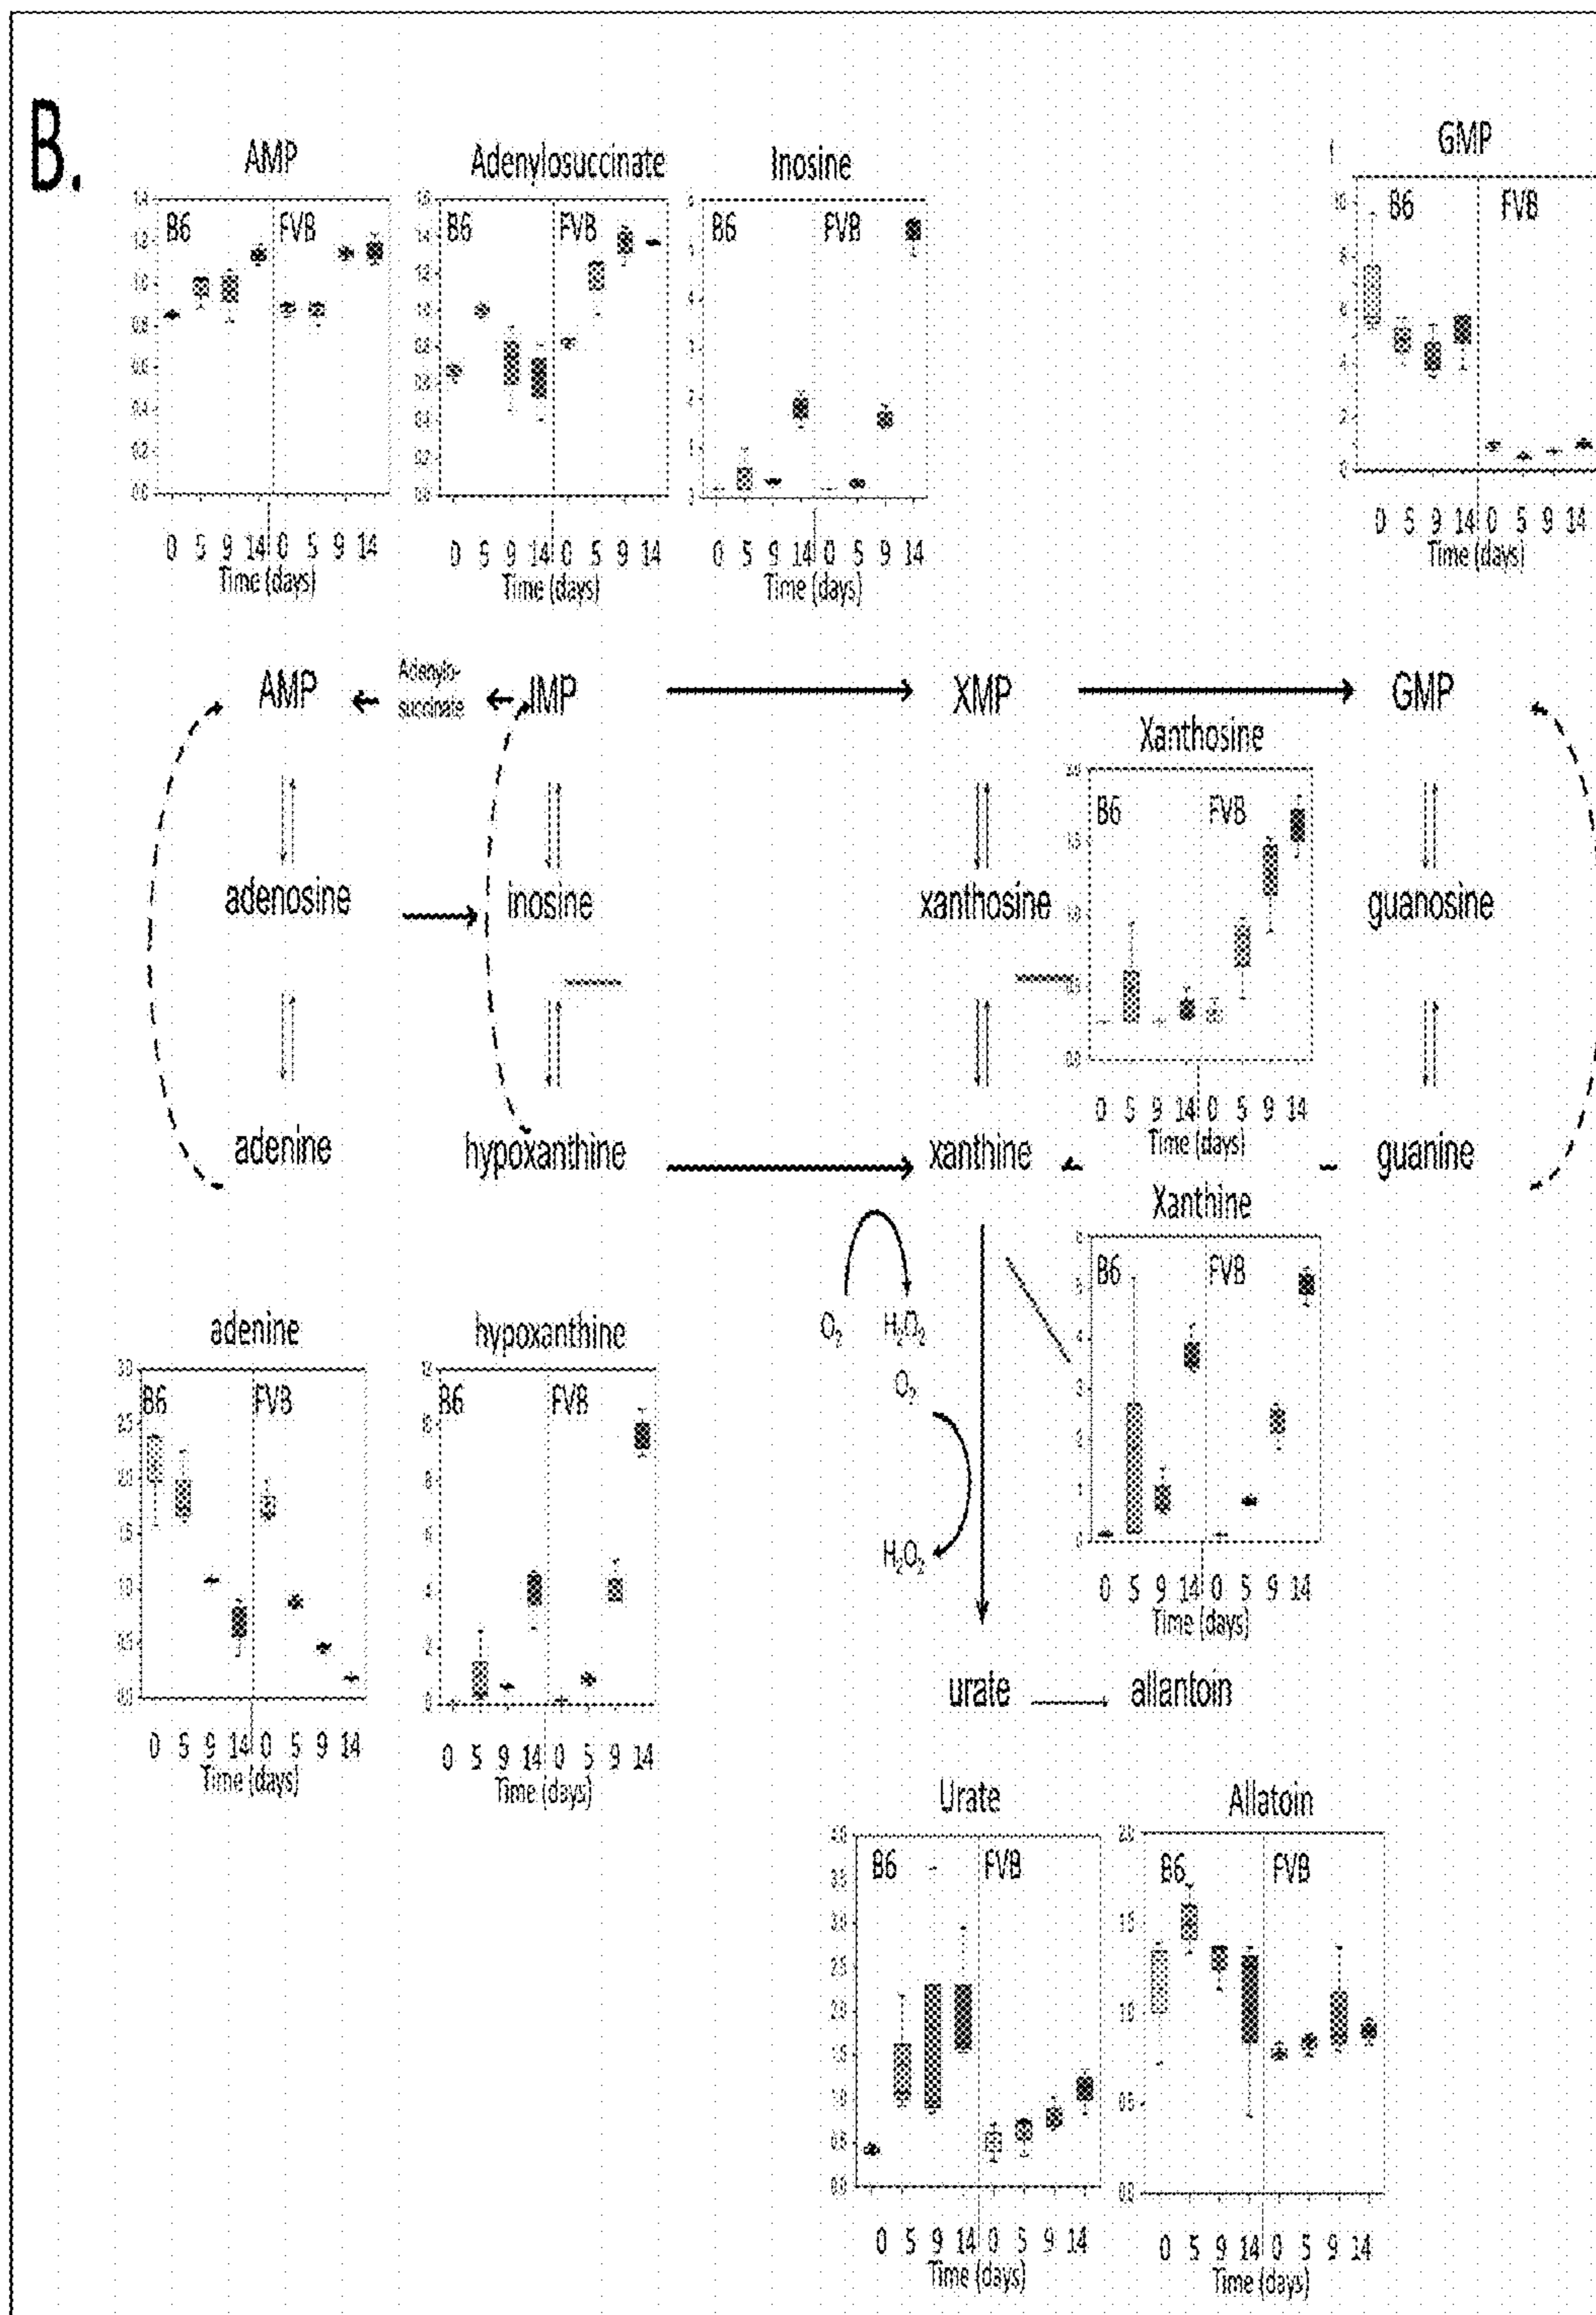 B.
AMP
Adenylosuccinate
Inosine
GMP
B6 FVB
B6 FVB
B6 FVB
B6 FVB
0 5 9 14 0 5 9 14
Time (days)
0 5 9 14 0 5 9 14
Time (days)
0 5 9 14 0 5 9 14
Time (days)
0 5 9 14 0 5 9 14
Time (days)
AMP
Adenylo-
succinate
IMP
XMP
GMP
Xanthosine
B6 FVB
0 5 9 14 0 5 9 14
Time (days)
adenosine
inosine
xanthosine
guanosine
adenine
hypoxanthine
xanthine
guanine
Xanthine
B6 FVB
0 5 9 14 0 5 9 14
Time (days)
O2
H2O2
O2
H2O2
adenine
B6 FVB
0 5 9 14 0 5 9 14
Time (days)
hypoxanthine
B6 FVB
0 5 9 14 0 5 9 14
Time (days)
urate
allantoin
Urate
B6 FVB
0 5 9 14 0 5 9 14
Time (days)
Allatoin
B6 FVB
0 5 9 14 0 5 9 14
Time (days)